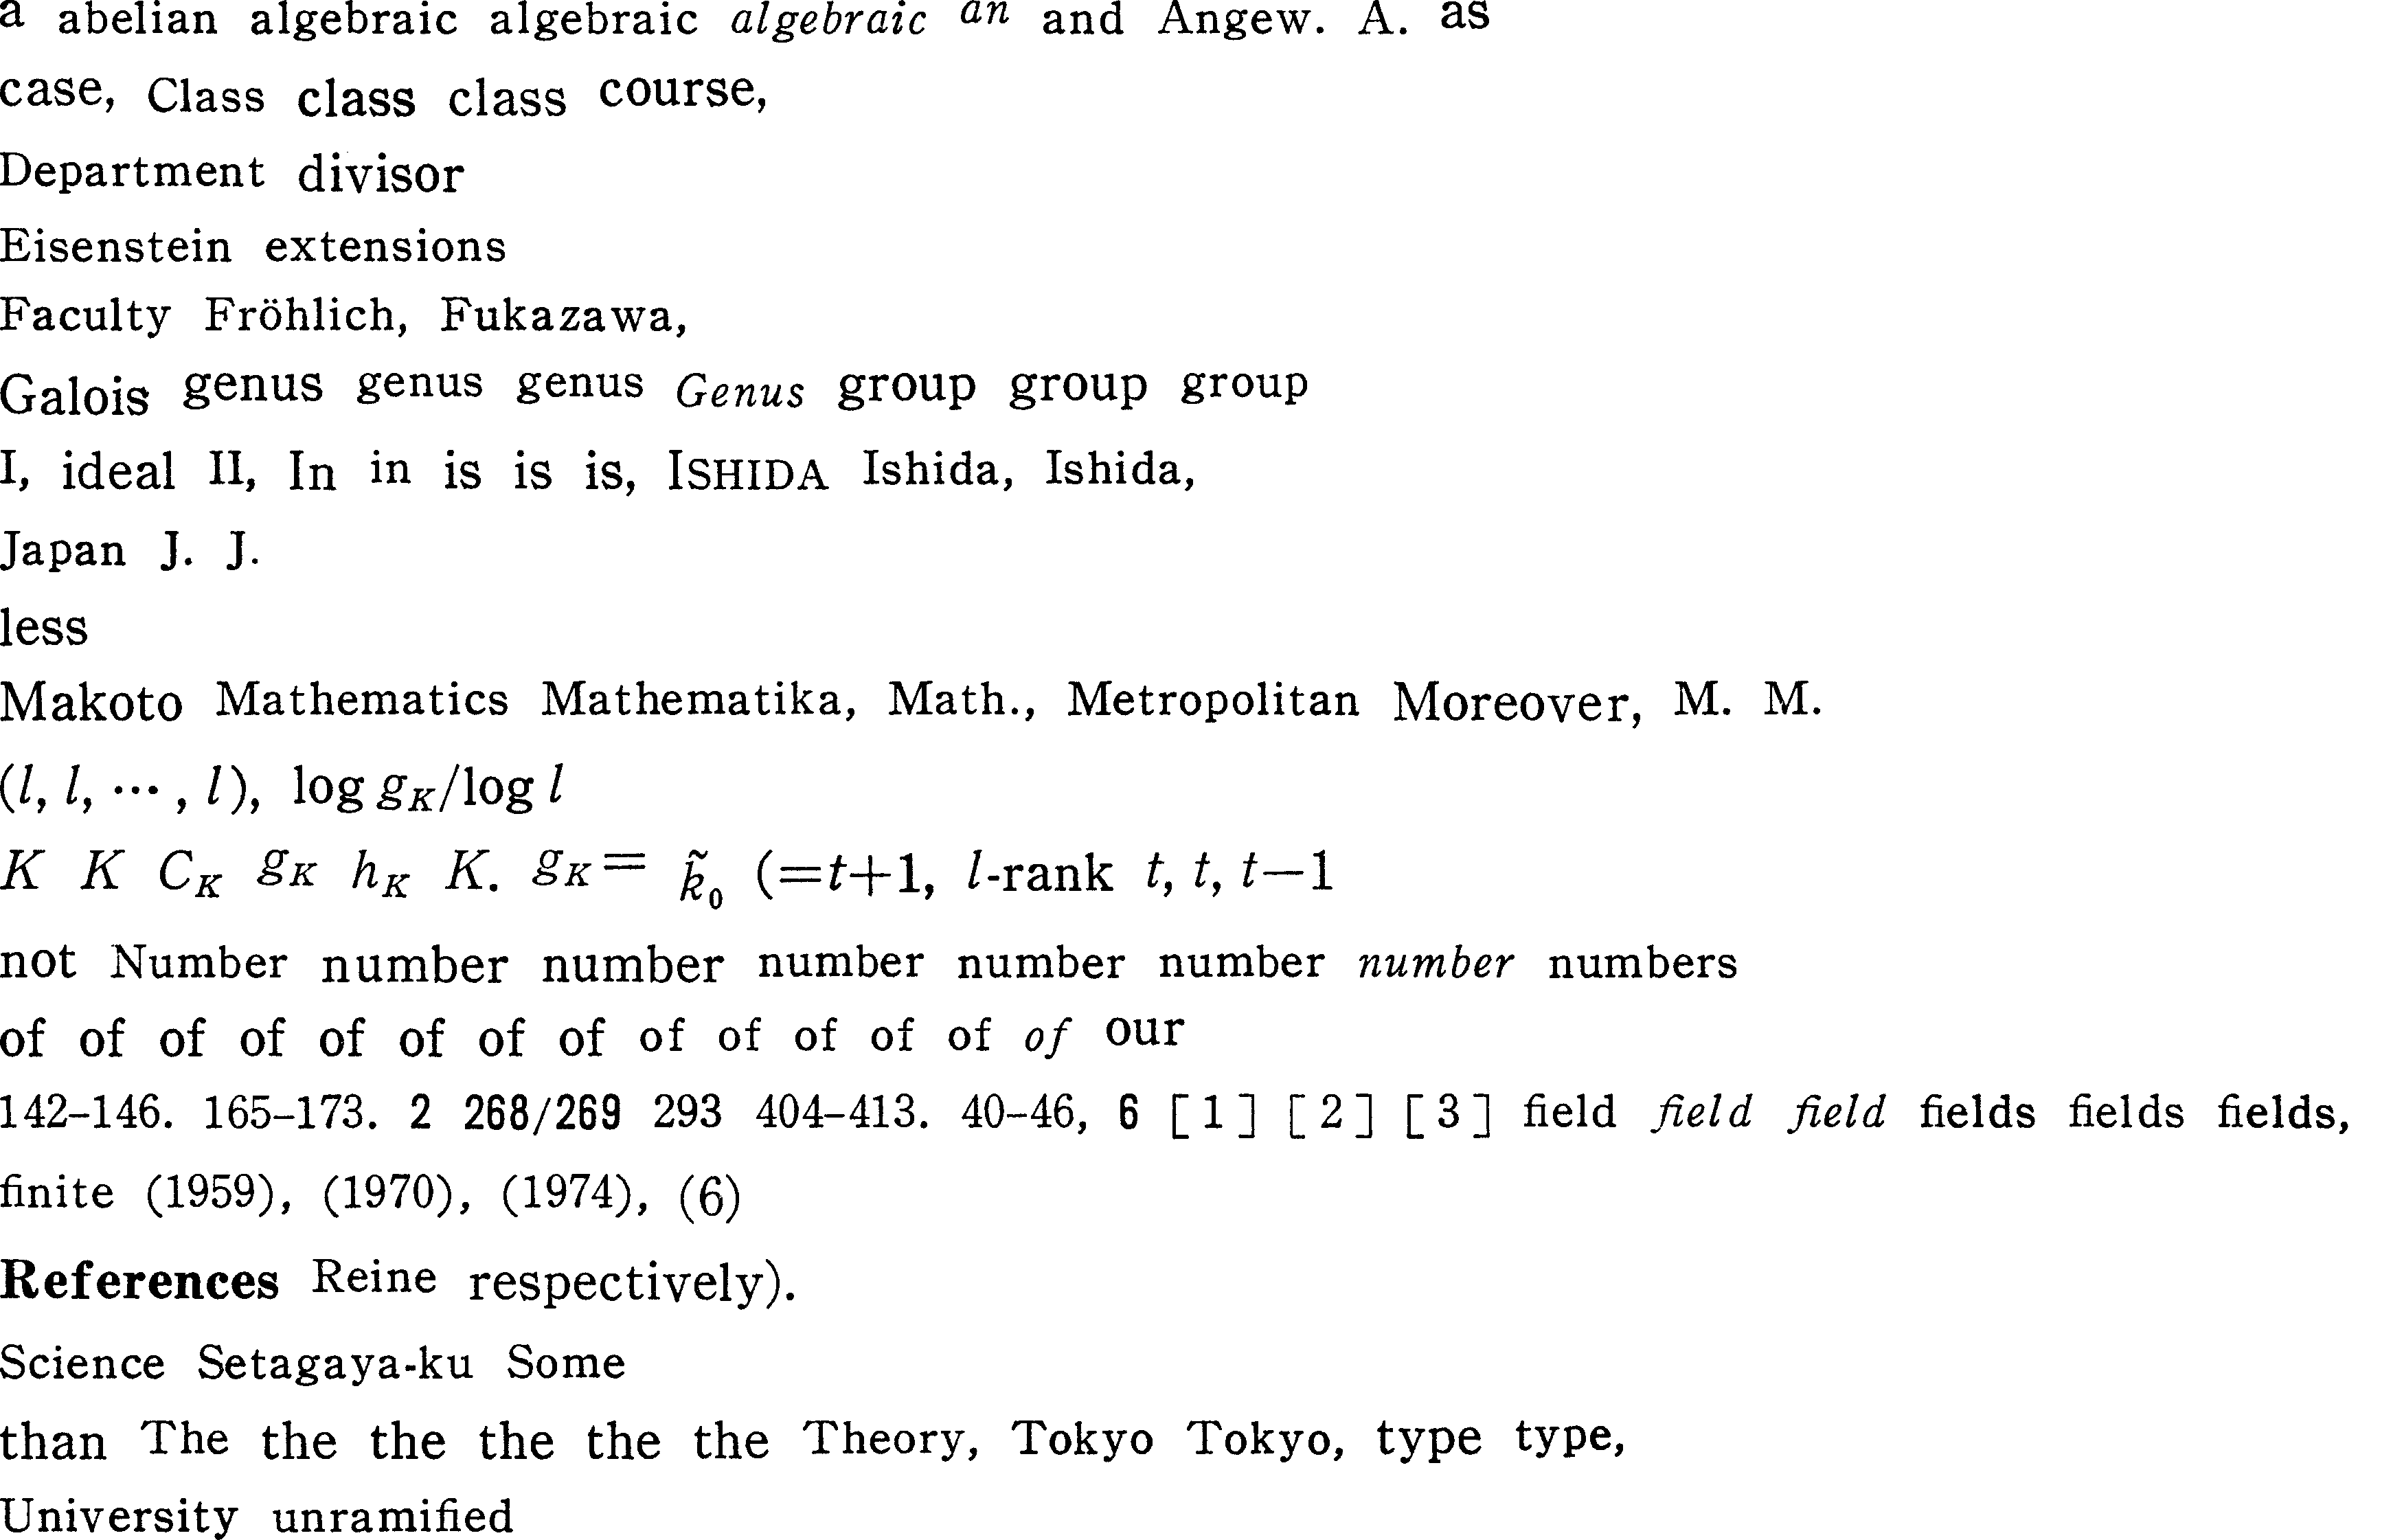 a abelian algebraic algebraic algebraic an and Angew. A. as
case, Class class class course,
Department divisor
Eisenstein extensions
Faculty Fröhlich, Fukazawa,
Galois genus genus genus Genus group group group
I, ideal II, In in is is is, ISHIDA Ishida, Ishida,
Japan J. J.
less
Makoto Mathematics Mathematika, Math., Metropolitan Moreover, M. M.
(l, l, ⋯, l), log g_K/log l
K K C_K g_K h_K K. g_K= k̃_0 (=t+1, l-rank t, t, t−1
not Number number number number number number number numbers
of of of of of of of of of of of of of of our
142–146. 165–173. 2 268/269 293 404–413. 40–46, 6 [1] [2] [3] field field field fields fields fields,
finite (1959), (1970), (1974), (6)
References Reine respectively).
Science Setagaya-ku Some
than The the the the the the Theory, Tokyo Tokyo, type type,
University unramified